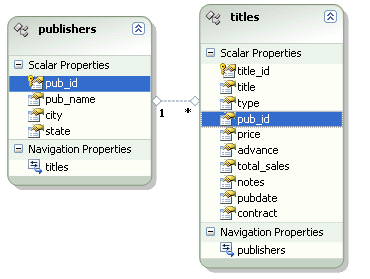 publishers
Scalar Properties
pub_id
pub_name
city
state
Navigation Properties
titles
1
*
titles
Scalar Properties
title_id
title
type
pub_id
price
advance
total_sales
notes
pubdate
contract
Navigation Properties
publishers